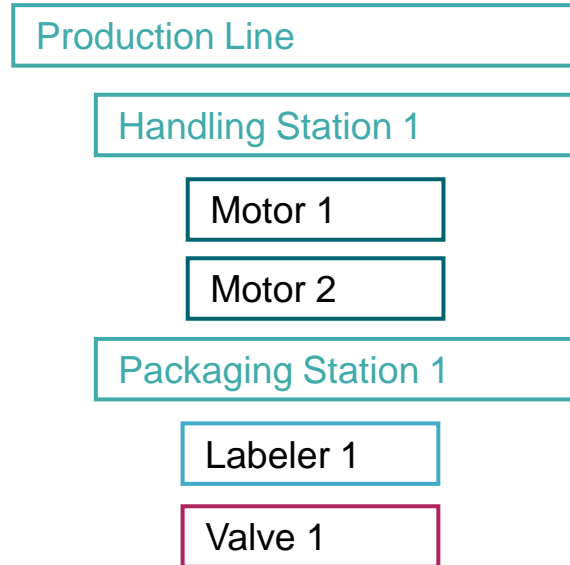 Production Line
Handling Station 1
Motor 1
Motor 2
Packaging Station 1
Labeler 1
Valve 1